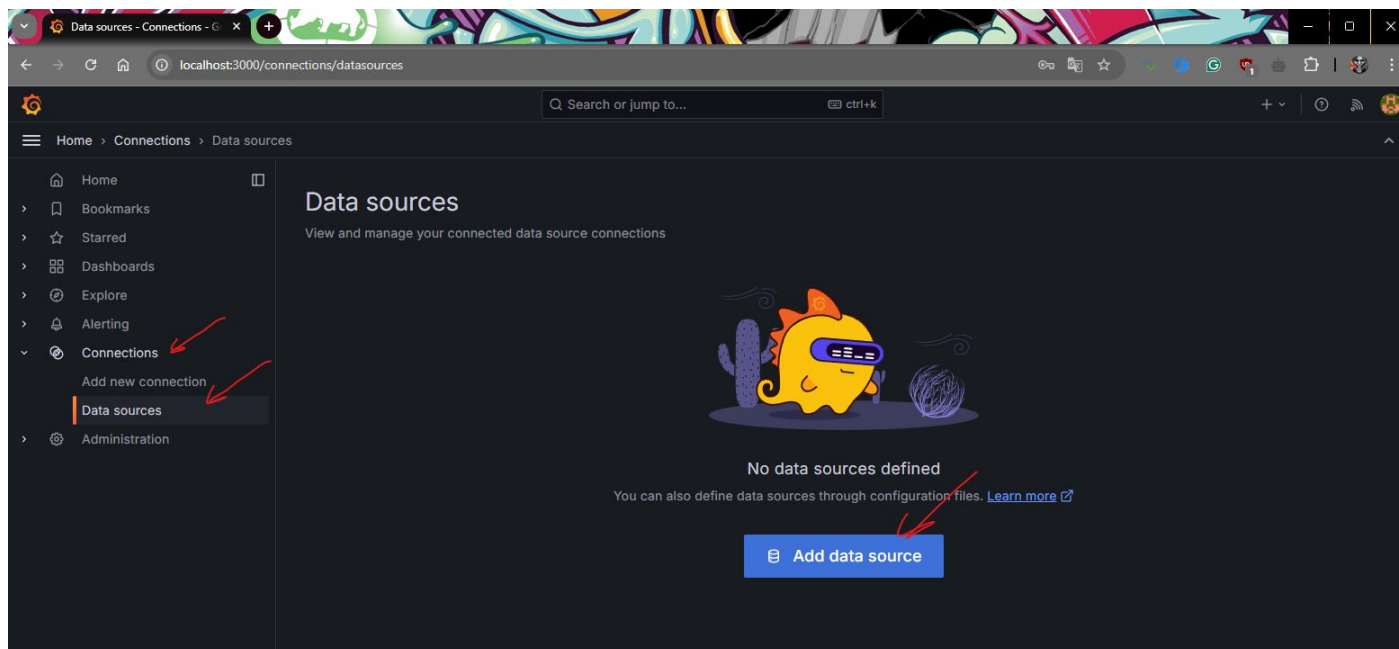 Data sources - Connections - G
localhost:3000/connections/datasources
Search or jump to... ctrl+k
Home > Connections > Data sources
Home
Bookmarks
Starred
Dashboards
Explore
Alerting
Connections
Add new connection
Data sources
Administration
Data sources
View and manage your connected data source connections
No data sources defined
You can also define data sources through configuration files. Learn more
Add data source